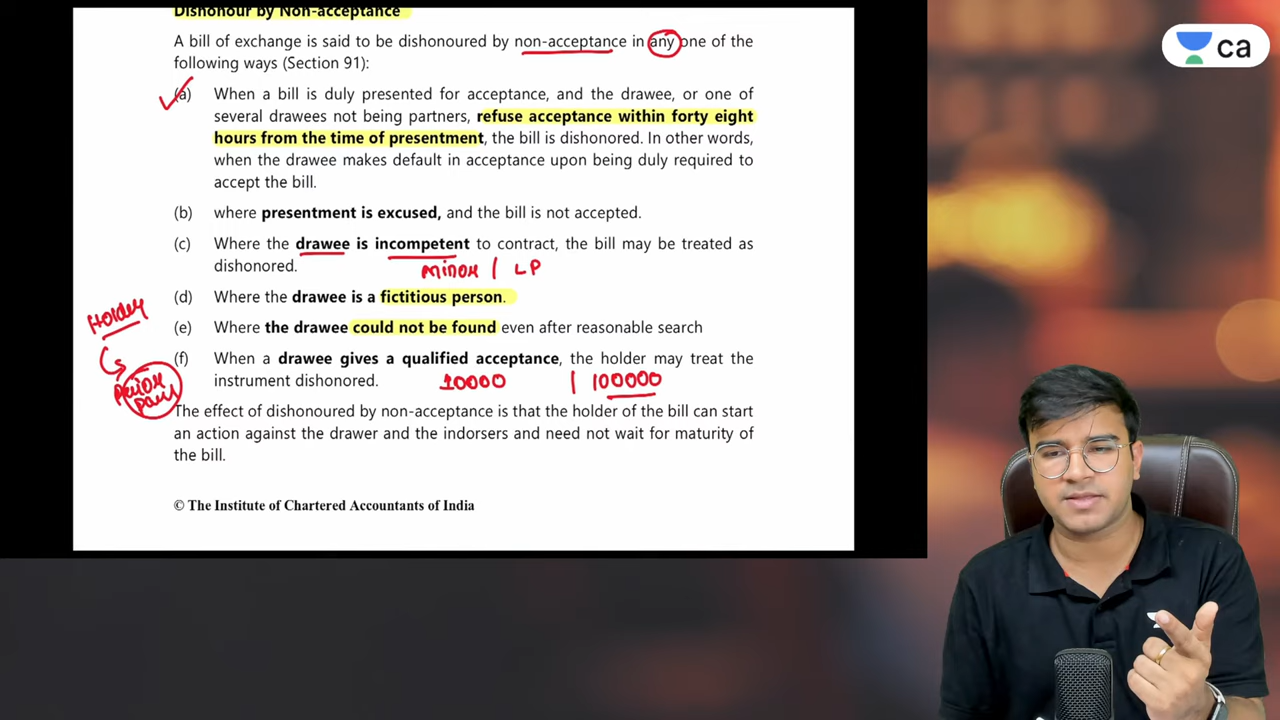 Dishonour by Non-acceptance
A bill of exchange is said to be dishonoured by non-acceptance in any one of the
following ways (Section 91):
(a) When a bill is duly presented for acceptance, and the drawee, or one of
several drawees not being partners, refuse acceptance within forty eight
hours from the time of presentment, the bill is dishonored. In other words,
when the drawee makes default in acceptance upon being duly required to
accept the bill.
(b) where presentment is excused, and the bill is not accepted.
(c) Where the drawee is incompetent to contract, the bill may be treated as
dishonored.
minor | LP
(d) Where the drawee is a fictitious person.
Holder
(e) Where the drawee could not be found even after reasonable search
(f) When a drawee gives a qualified acceptance, the holder may treat the
instrument dishonored.
10000 | 100000
prior
The effect of dishonoured by non-acceptance is that the holder of the bill can start
an action against the drawer and the indorsers and need not wait for maturity of
the bill.
© The Institute of Chartered Accountants of India
ca